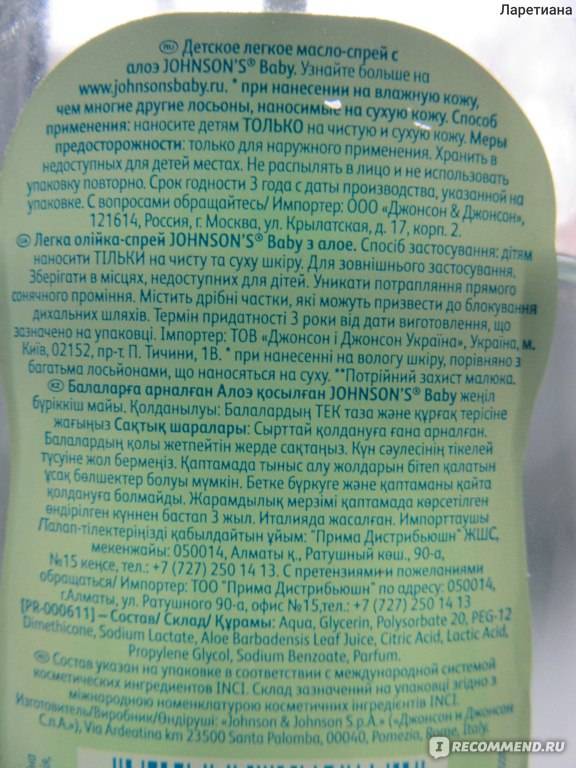 Ларетиана
RU Детское легкое масло-спрей с
алоэ JOHNSON'S® Baby. Узнайте больше на
www.johnsonsbaby.ru. * при нанесении на влажную кожу,
чем многие другие лосьоны, наносимые на сухую кожу. Способ
применения: наносите детям ТОЛЬКО на чистую и сухую кожу. Меры
предосторожности: только для наружного применения. Хранить в
недоступных для детей местах. Не распылять в лицо и не использовать
упаковку повторно. Срок годности 3 года с даты производства, указанной на
упаковке. С вопросами обращайтесь/ Импортер: ООО «Джонсон & Джонсон»,
121614, Россия, г. Москва, ул. Крылатская, д. 17, корп. 2.
UA Легка олійка-спрей JOHNSON'S® Baby з алое. Спосіб застосування: дітям
наносити ТІЛЬКИ на чисту та суху шкіру. Для зовнішнього застосування.
Зберігати в місцях, недоступних для дітей. Уникати потрапляння прямого
сонячного проміння. Містить дрібні частки, які можуть призвести до блокування
дихальних шляхів. Термін придатності 3 роки від дати виготовлення, що
зазначено на упаковці. Імпортер: ТОВ «Джонсон і Джонсон Україна», Україна, м.
Київ, 02152, пр-т. П. Тичини, 1В. * при нанесенні на вологу шкіру, порівняно з
багатьма лосьйонами, що наносяться на суху. **Потрійний захист малюка.
KZ Балаларға арналған Алоэ қосылған JOHNSON'S® Baby жеңіл
бүріккіш майы. Қолданылуы: Балалардың ТЕК таза және құрғақ терісіне
жағыңыз Сақтық шаралары: Сырттай қолдануға ғана арналған.
Балалардың қолы жетпейтін жерде сақтаңыз. Күн сәулесінің тікелей
түсуіне жол бермеңіз. Қаптамада тыныс алу жолдарын бітеп қалатын
ұсақ бөлшектер болуы мүмкін. Бетке бүркуге және қаптаманы қайта
қолдануға болмайды. Жарамдылық мерзімі қаптамада көрсетілген
өндірілген күннен бастап 3 жыл. Италияда жасалған. Импорттаушы
/Талап-тілектеріңізді қабылдайтын ұйым: "Прима Дистрибьюшн" ЖШС,
мекенжайы: 050014, Алматы қ., Ратушный көш., 90-а,
№15 кеңсе, тел.: +7 (727) 250 14 13. С претензиями и пожеланиями
обращаться/ Импортер: ТОО "Прима Дистрибьюшн" по адресу: 050014,
г.Алматы, ул. Ратушного 90-а, офис №15,тел.: +7 (727) 250 14 13
[PR-000611] – Состав/ Склад/ Құрамы: Aqua, Glycerin, Polysorbate 20, PEG-12
Dimethicone, Sodium Lactate, Aloe Barbadensis Leaf Juice, Citric Acid, Lactic Acid,
Propylene Glycol, Sodium Benzoate, Parfum.
Состав указан на упаковке в соответствии с международной системой
косметических ингредиентов INCI. Склад зазначений на упаковці згідно з
міжнародною номенклатурою косметичних інгредієнтів INCI.
Изготовитель/Виробник/Өндіруші: «Johnson & Johnson S.p.A.» («Джонсон и Джонсон
С.п.А.»), Via Ardeatina km 23500 Santa Palomba, 00040, Pomezia, Rome, Italy.
IRECOMMEND.RU